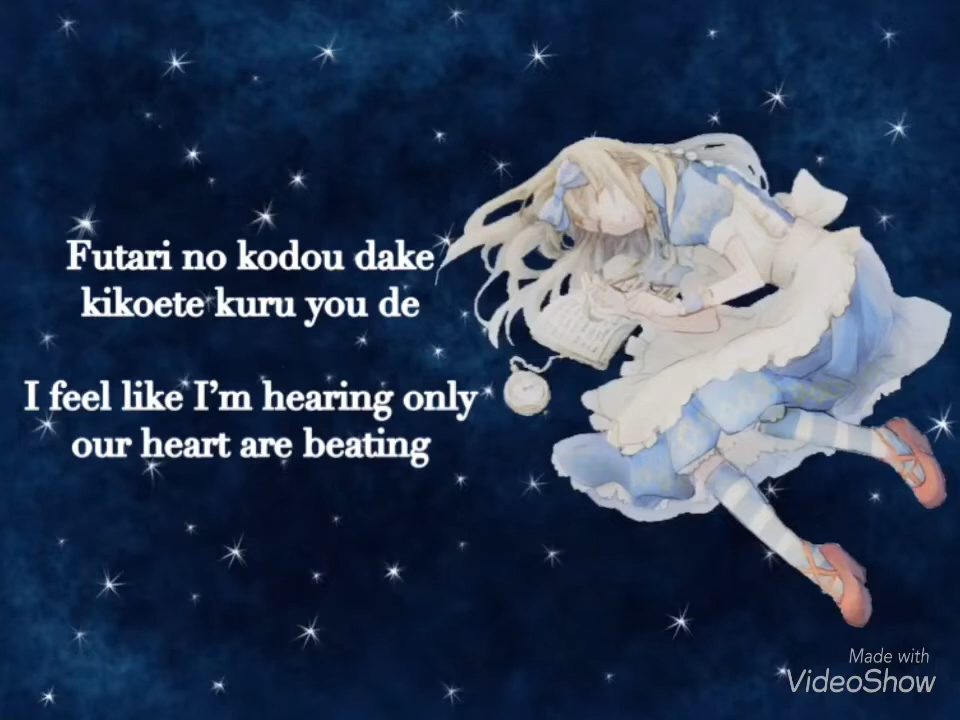 Futari no kodou dake
kikoete kuru you de
I feel like I'm hearing only
our heart are beating
Made with
VideoShow